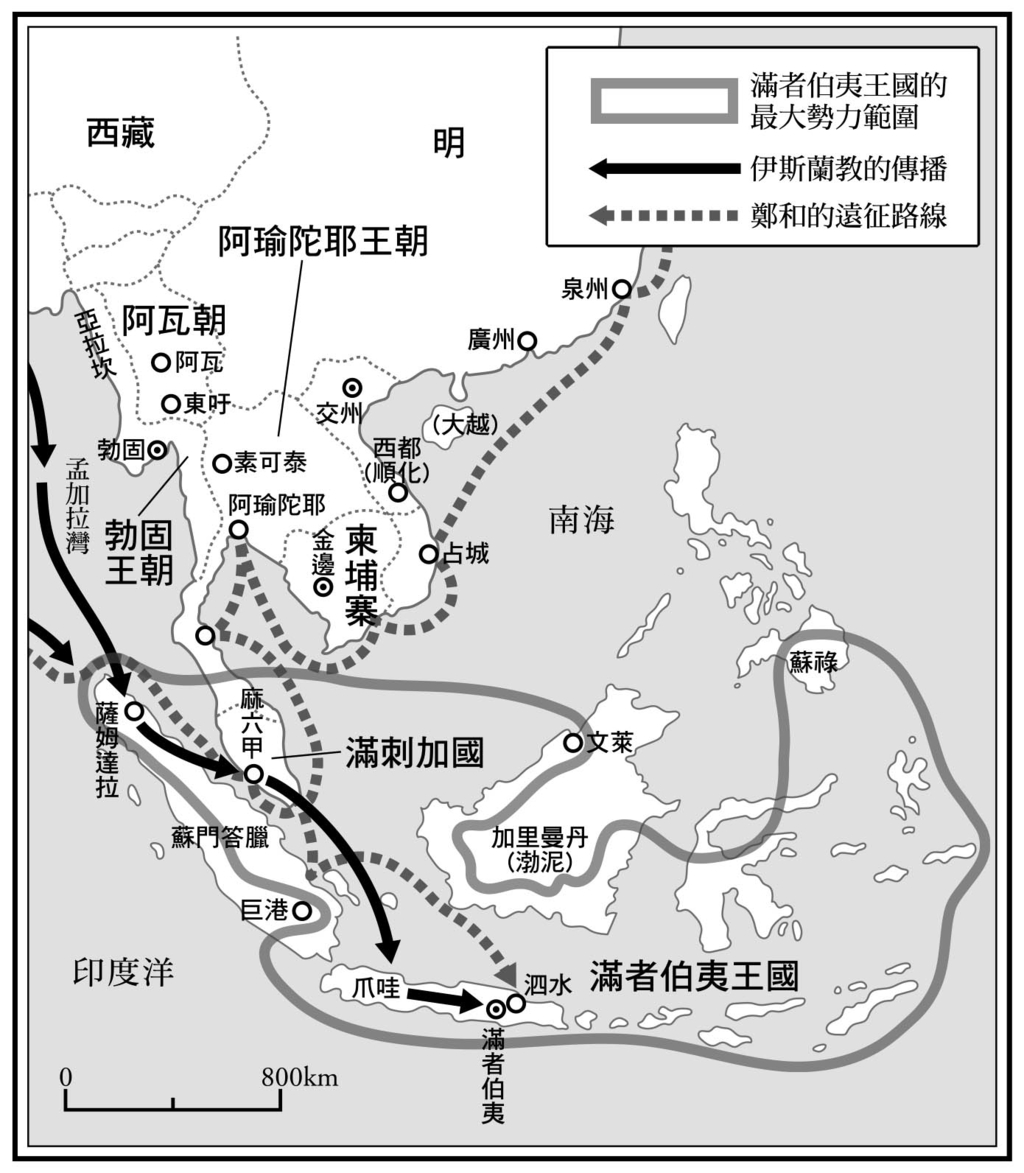 滿者伯夷王國的
最大勢力範圍
伊斯蘭教的傳播
鄭和的遠征路線
西藏
明
阿瑜陀耶王朝
泉州
亞拉坎
阿瓦朝
阿瓦
廣州
東吁
交州
(大越)
勃固
素可泰
西都
(順化)
孟加拉灣
阿瑜陀耶
南海
勃固
王朝
金邊
柬埔寨
占城
蘇祿
薩姆達拉
麻六甲
滿剌加國
文萊
蘇門答臘
加里曼丹
(渤泥)
巨港
印度洋
爪哇
泗水
滿者伯夷王國
滿者伯夷
0
800km